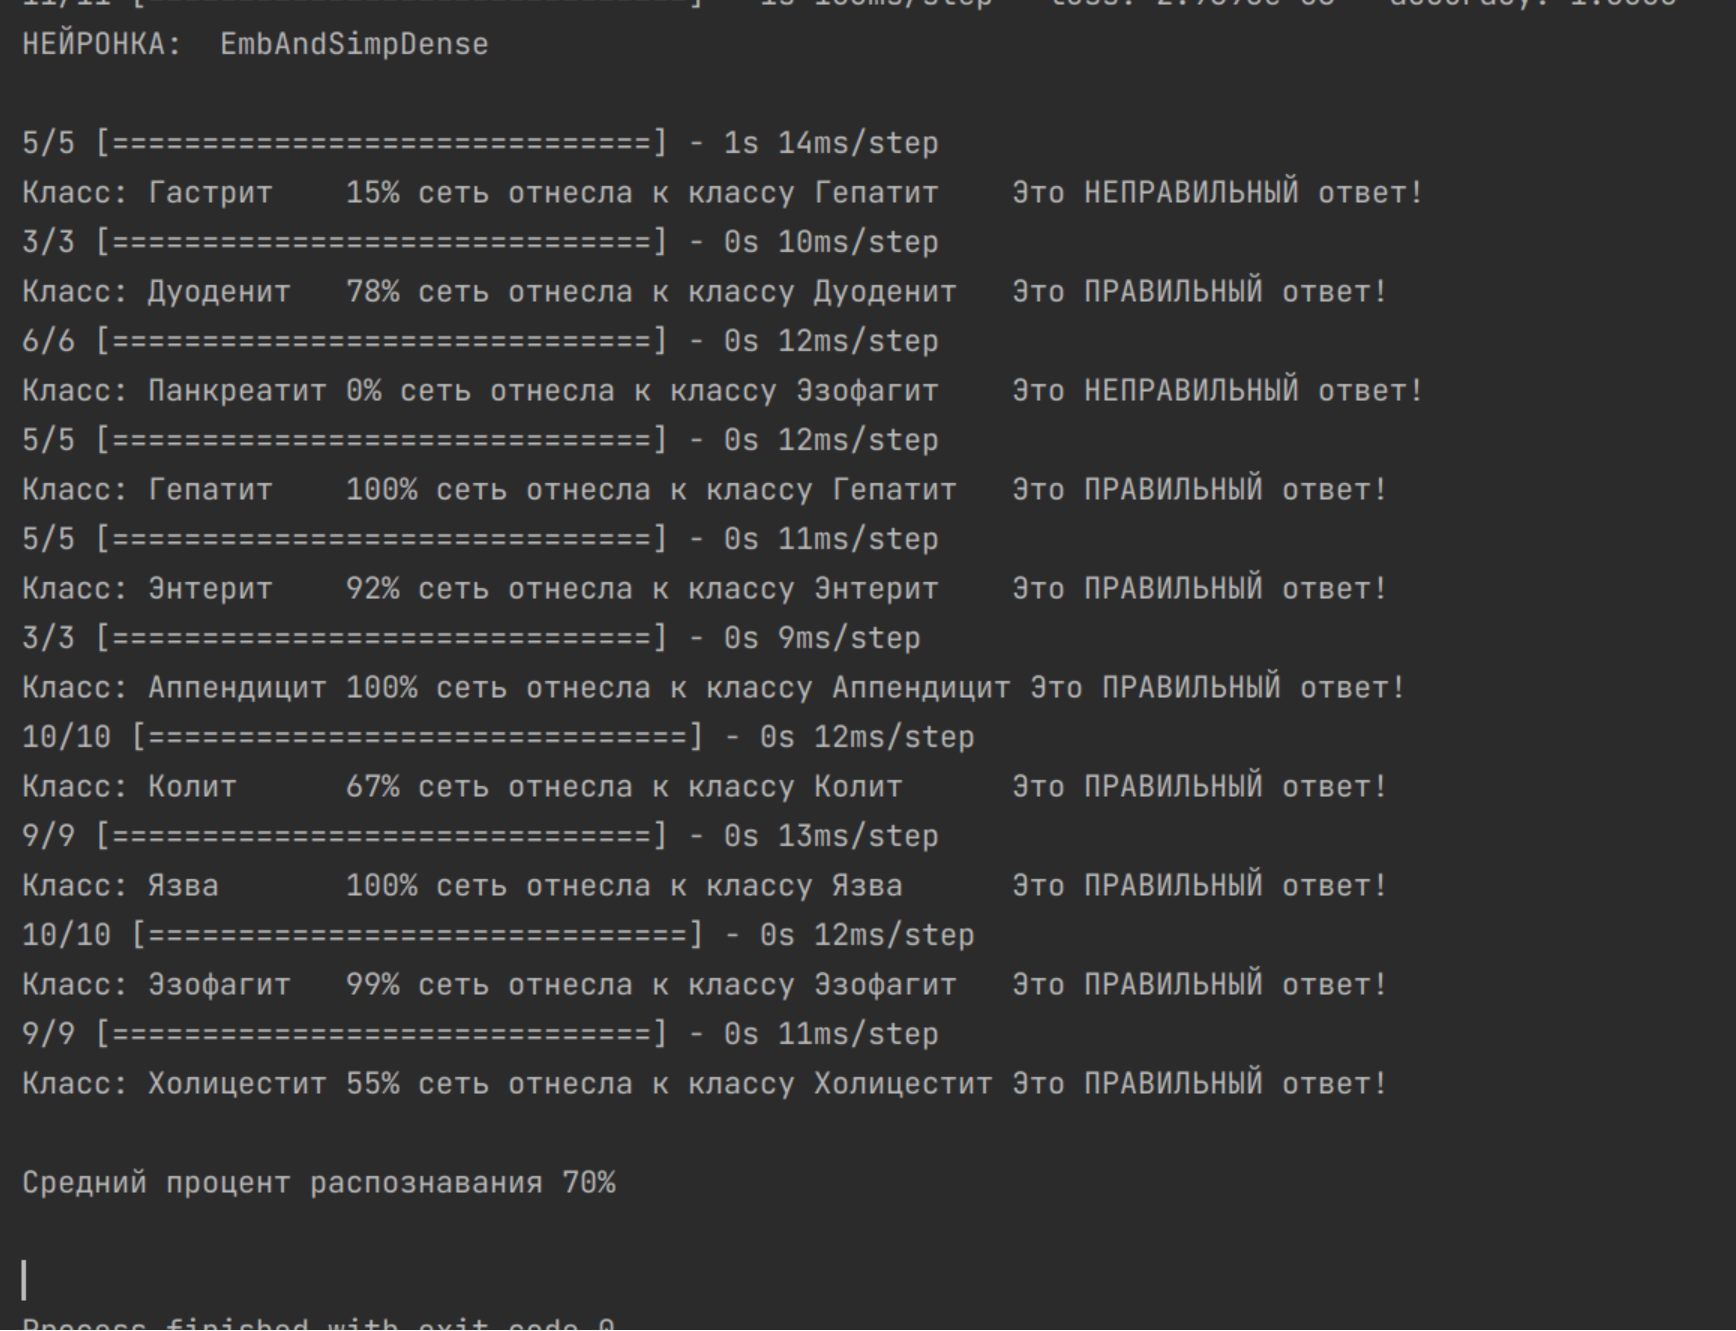 НЕЙРОНКА:  EmbAndSimpDense
5/5 [==============================] - 1s 14ms/step
Класс: Гастрит    15% сеть отнесла к классу Гепатит    Это НЕПРАВИЛЬНЫЙ ответ!
3/3 [==============================] - 0s 10ms/step
Класс: Дуоденит   78% сеть отнесла к классу Дуоденит   Это ПРАВИЛЬНЫЙ ответ!
6/6 [==============================] - 0s 12ms/step
Класс: Панкреатит 0% сеть отнесла к классу Эзофагит    Это НЕПРАВИЛЬНЫЙ ответ!
5/5 [==============================] - 0s 12ms/step
Класс: Гепатит    100% сеть отнесла к классу Гепатит   Это ПРАВИЛЬНЫЙ ответ!
5/5 [==============================] - 0s 11ms/step
Класс: Энтерит    92% сеть отнесла к классу Энтерит    Это ПРАВИЛЬНЫЙ ответ!
3/3 [==============================] - 0s 9ms/step
Класс: Аппендицит 100% сеть отнесла к классу Аппендицит Это ПРАВИЛЬНЫЙ ответ!
10/10 [==============================] - 0s 12ms/step
Класс: Колит      67% сеть отнесла к классу Колит      Это ПРАВИЛЬНЫЙ ответ!
9/9 [==============================] - 0s 13ms/step
Класс: Язва       100% сеть отнесла к классу Язва      Это ПРАВИЛЬНЫЙ ответ!
10/10 [==============================] - 0s 12ms/step
Класс: Эзофагит   99% сеть отнесла к классу Эзофагит   Это ПРАВИЛЬНЫЙ ответ!
9/9 [==============================] - 0s 11ms/step
Класс: Холицестит 55% сеть отнесла к классу Холицестит Это ПРАВИЛЬНЫЙ ответ!
Средний процент распознавания 70%
Process finished with exit code 0